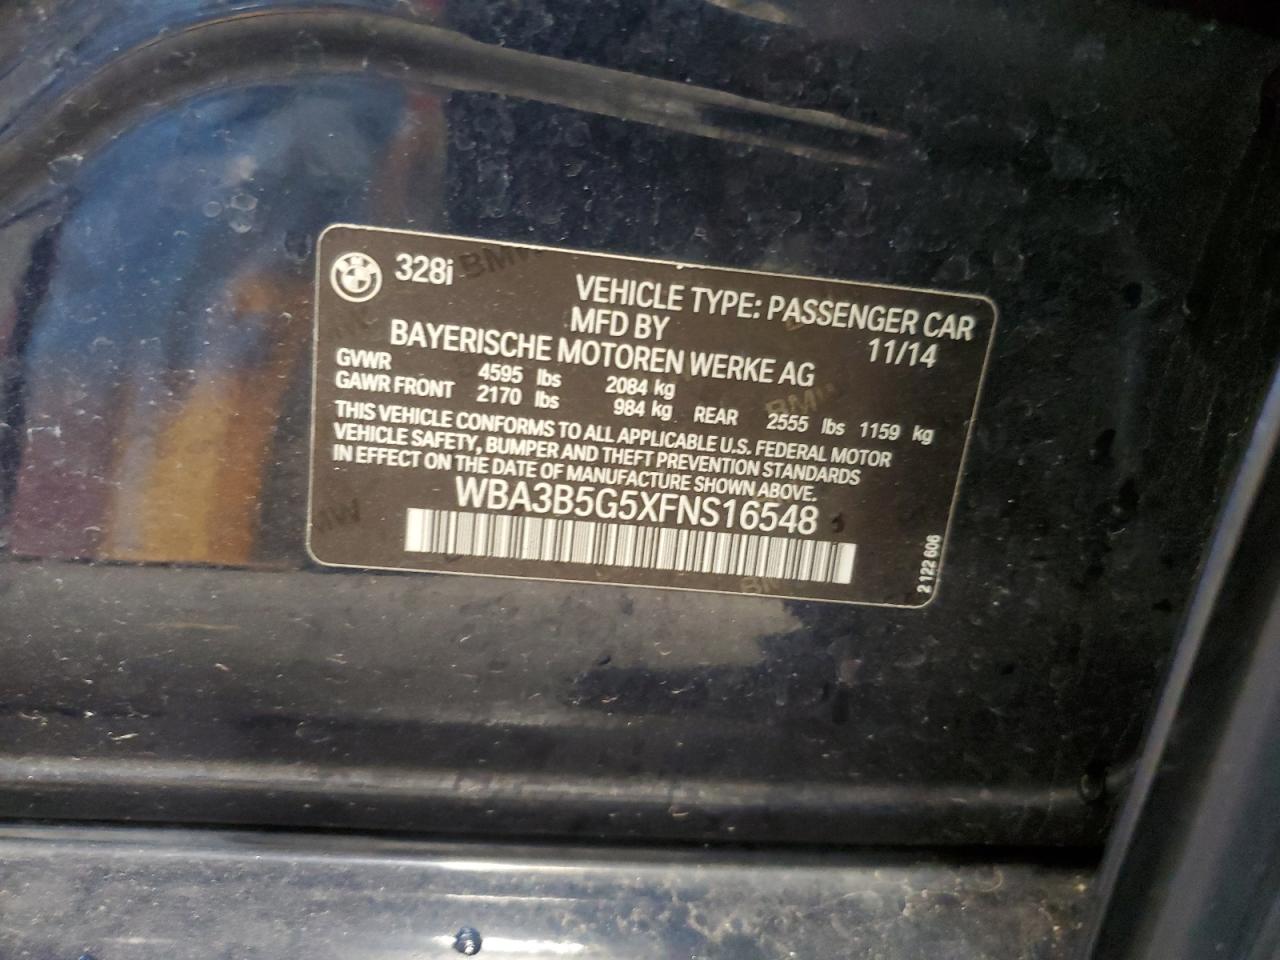 328i
VEHICLE TYPE: PASSENGER CAR
MFD BY
BAYERISCHE MOTOREN WERKE AG 11/14
GVWR 4595 lbs 2084 kg
GAWR FRONT 2170 lbs 984 kg REAR 2555 lbs 1159 kg
THIS VEHICLE CONFORMS TO ALL APPLICABLE U.S. FEDERAL MOTOR
VEHICLE SAFETY, BUMPER AND THEFT PREVENTION STANDARDS
IN EFFECT ON THE DATE OF MANUFACTURE SHOWN ABOVE.
WBA3B5G5XFNS16548
2 122 606